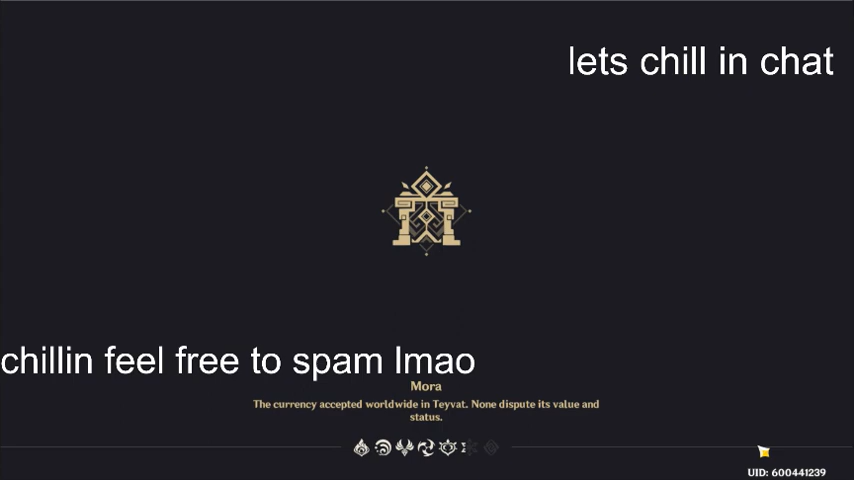 lets chill in chat
chillin feel free to spam lmao
Mora
The currency accepted worldwide in Teyvat. None dispute its value and
status.
UID: 600441239